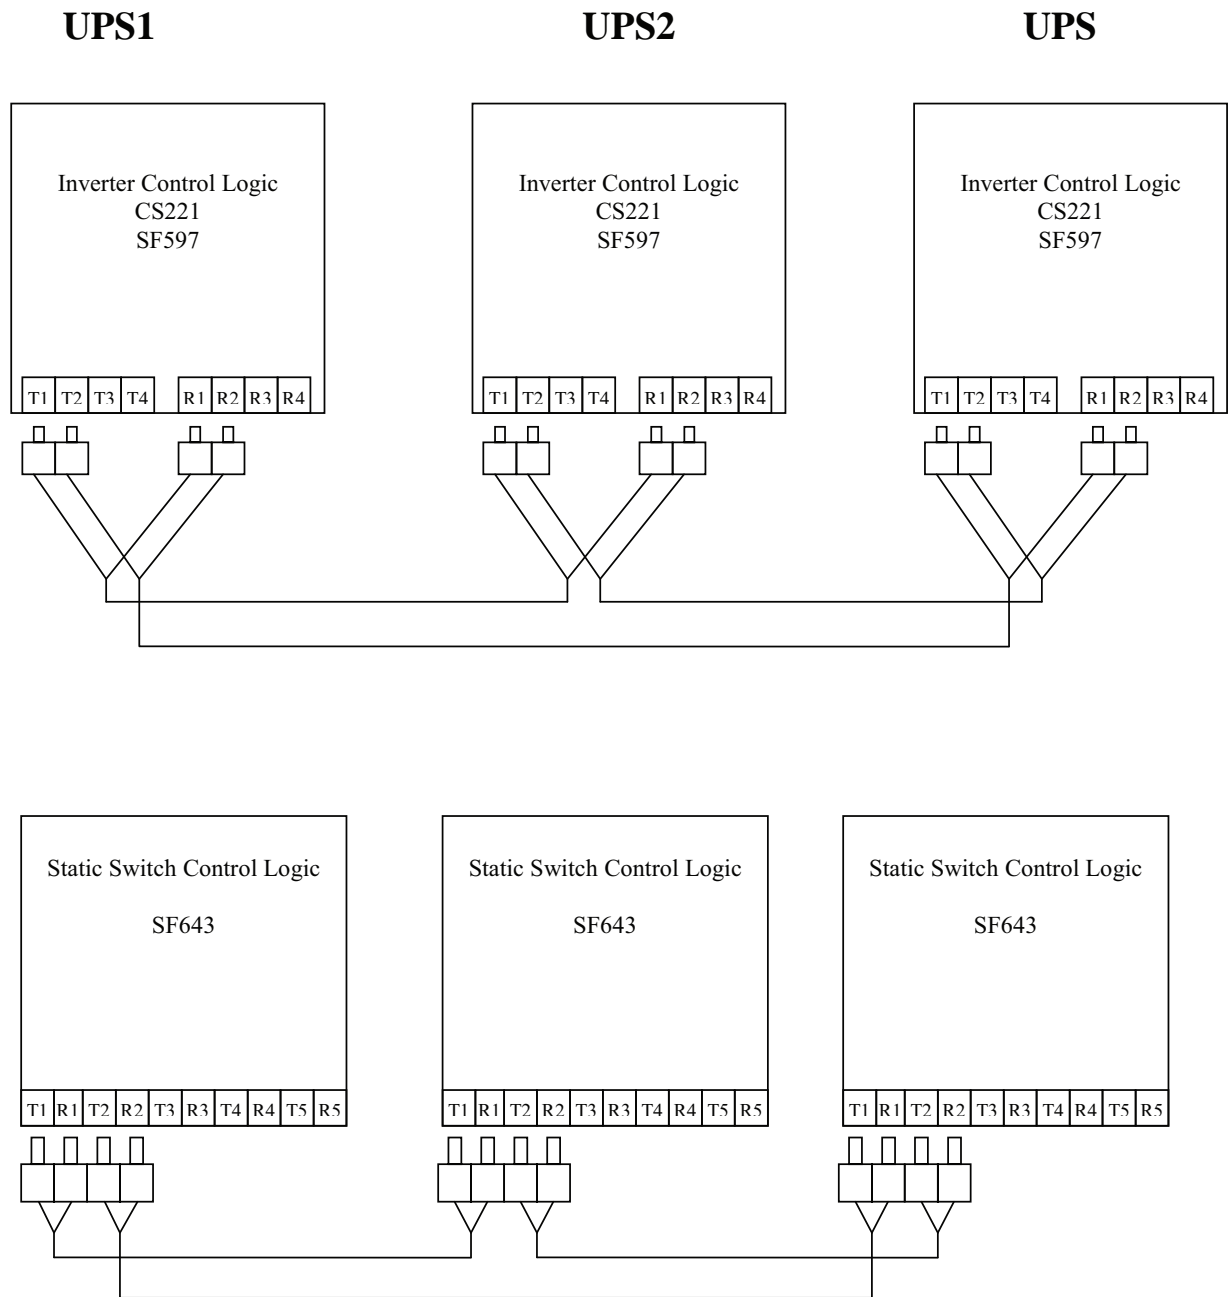 UPS1 UPS2 UPS
Inverter Control Logic Inverter Control Logic Inverter Control Logic
CS221 CS221 CS221
SF597 SF597 SF597
T1 T2 T3 T4 R1 R2 R3 R4 T1 T2 T3 T4 R1 R2 R3 R4 T1 T2 T3 T4 R1 R2 R3 R4
Static Switch Control Logic Static Switch Control Logic Static Switch Control Logic
SF643 SF643 SF643
T1 R1 T2 R2 T3 R3 T4 R4 T5 R5 T1 R1 T2 R2 T3 R3 T4 R4 T5 R5 T1 R1 T2 R2 T3 R3 T4 R4 T5 R5